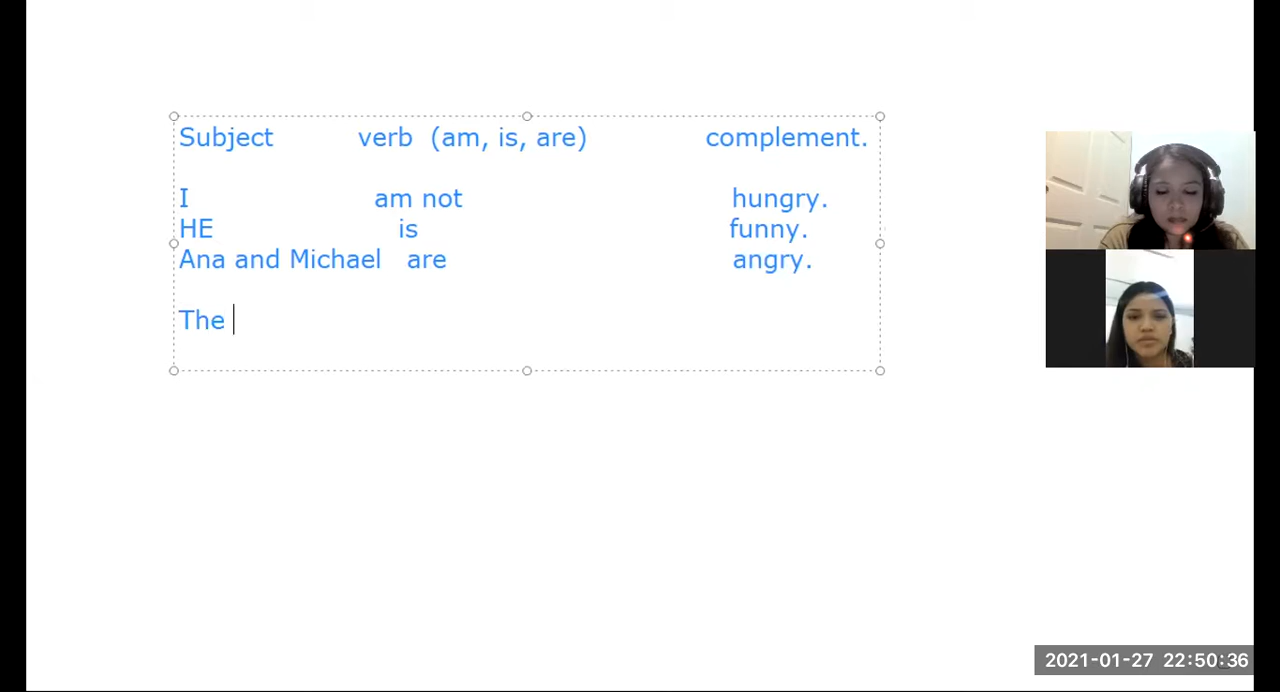 Subject verb (am, is, are) complement.
I am not hungry.
HE is funny.
Ana and Michael are angry.
The
2021-01-27 22:50:36